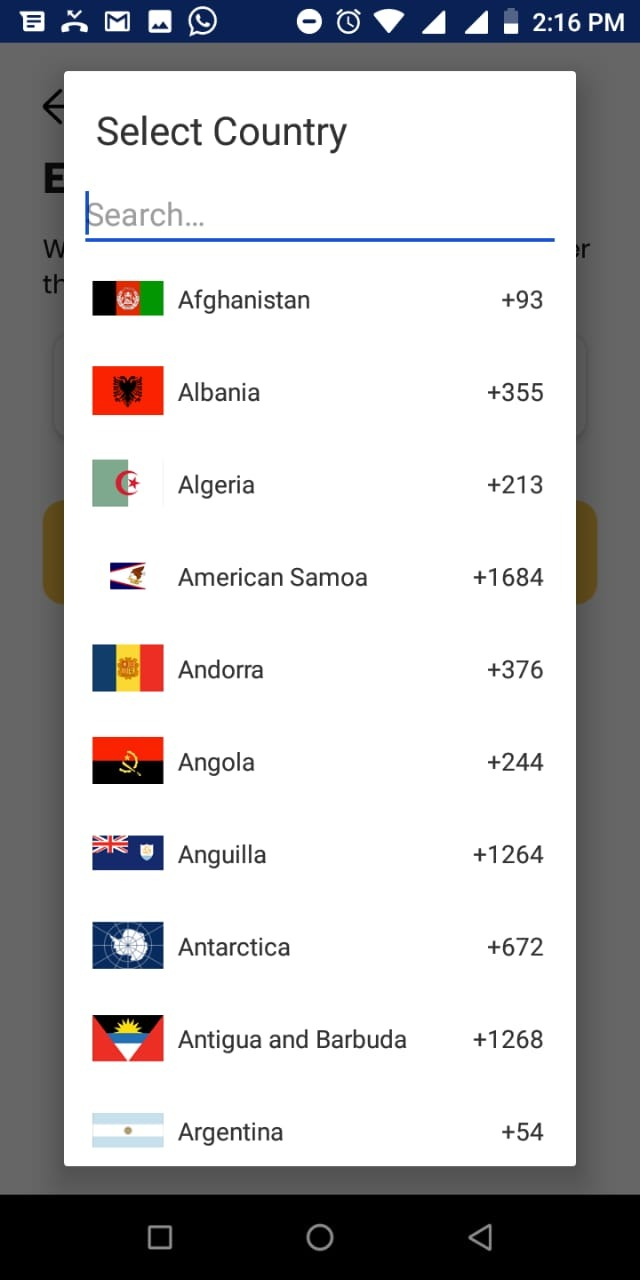 2:16 PM
Select Country
Search...
Afghanistan +93
Albania +355
Algeria +213
American Samoa +1684
Andorra +376
Angola +244
Anguilla +1264
Antarctica +672
Antigua and Barbuda +1268
Argentina +54